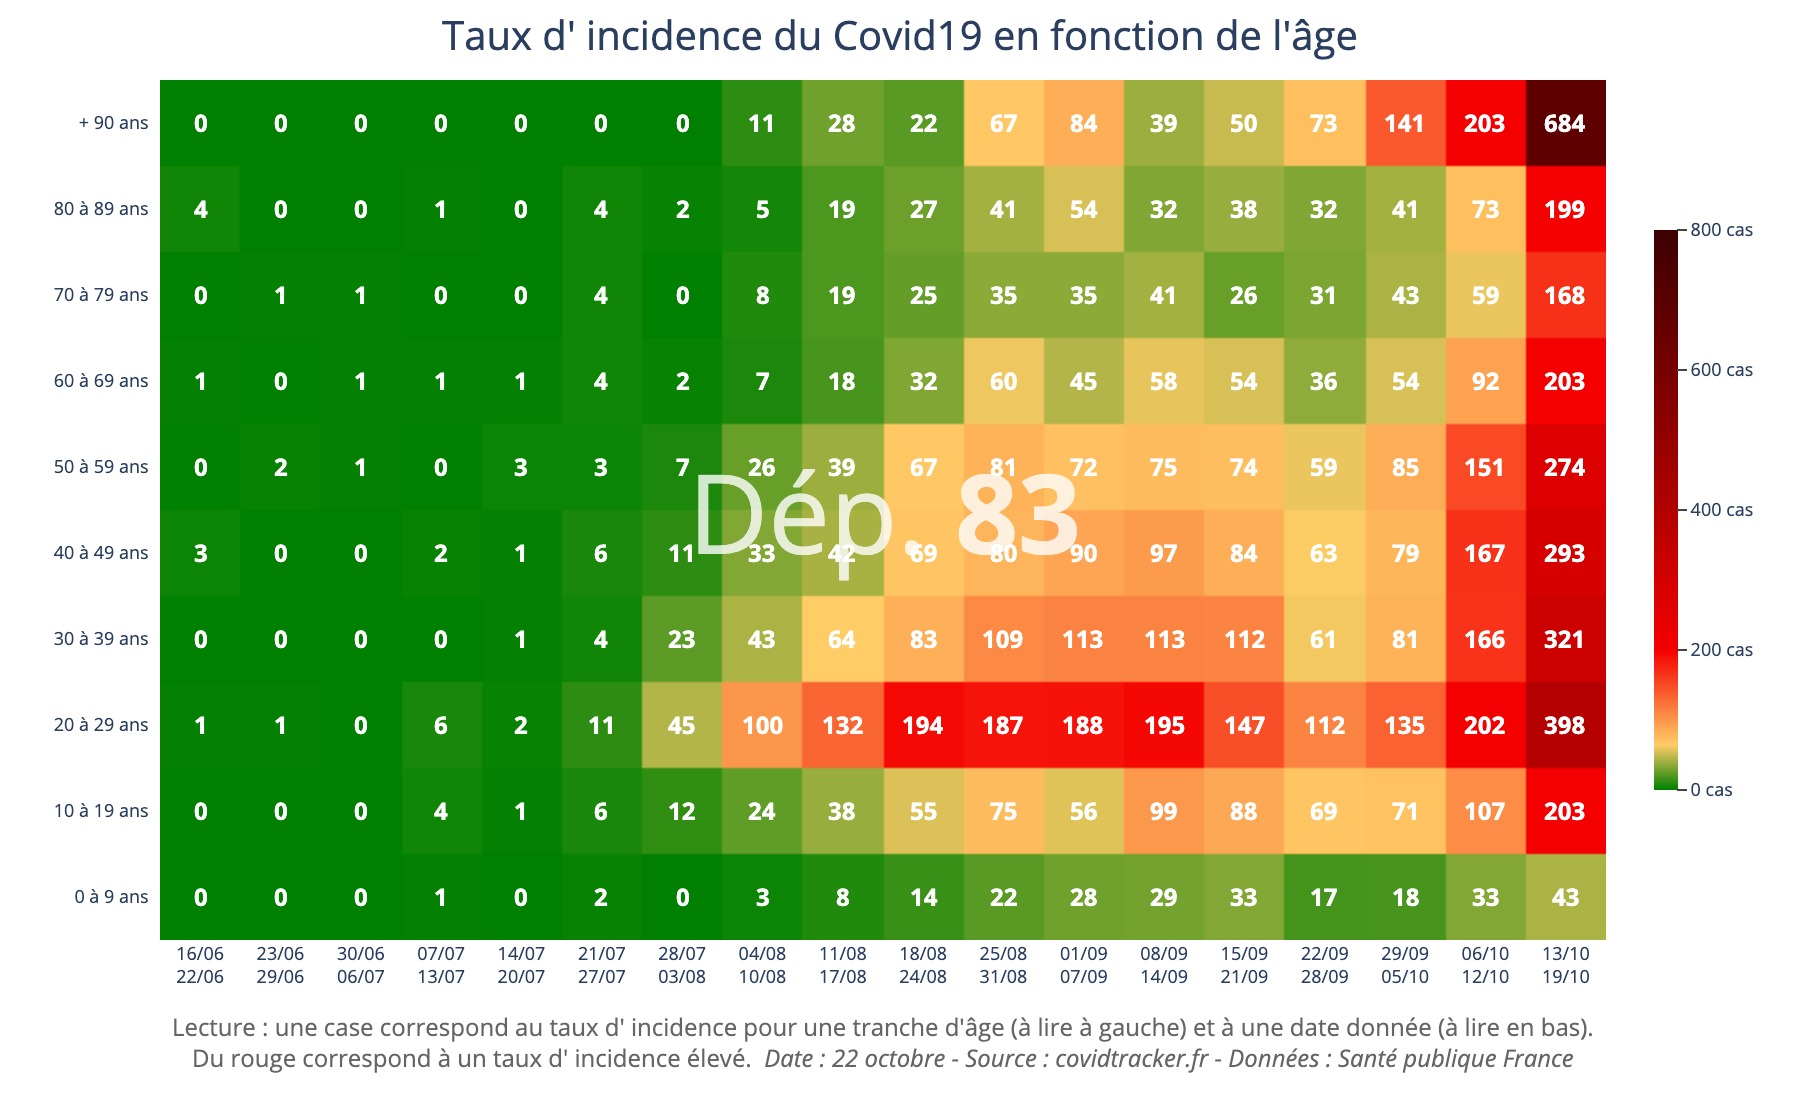 Taux d' incidence du Covid19 en fonction de l'âge
+ 90 ans 0 0 0 0 0 0 0 11 28 22 67 84 39 50 73 141 203 684
80 à 89 ans 4 0 0 1 0 4 2 5 19 27 41 54 32 38 32 41 73 199
70 à 79 ans 0 1 1 0 0 4 0 8 19 25 35 35 41 26 31 43 59 168
60 à 69 ans 1 0 1 1 1 4 2 7 18 32 60 45 58 54 36 54 92 203
50 à 59 ans 0 2 1 0 3 3 7 26 39 67 81 72 75 74 59 85 151 274
Dép. 83
40 à 49 ans 3 0 0 2 1 6 11 33 42 69 80 90 97 84 63 79 167 293
30 à 39 ans 0 0 0 0 1 4 23 43 64 83 109 113 113 112 61 81 166 321
20 à 29 ans 1 1 0 6 2 11 45 100 132 194 187 188 195 147 112 135 202 398
10 à 19 ans 0 0 0 4 1 6 12 24 38 55 75 56 99 88 69 71 107 203
0 à 9 ans 0 0 0 1 0 2 0 3 8 14 22 28 29 33 17 18 33 43
16/06 23/06 30/06 07/07 14/07 21/07 28/07 04/08 11/08 18/08 25/08 01/09 08/09 15/09 22/09 29/09 06/10 13/10
22/06 29/06 06/07 13/07 20/07 27/07 03/08 10/08 17/08 24/08 31/08 07/09 14/09 21/09 28/09 05/10 12/10 19/10
800 cas
600 cas
400 cas
200 cas
0 cas
Lecture : une case correspond au taux d' incidence pour une tranche d'âge (à lire à gauche) et à une date donnée (à lire en bas).
Du rouge correspond à un taux d' incidence élevé. Date : 22 octobre - Source : covidtracker.fr - Données : Santé publique France